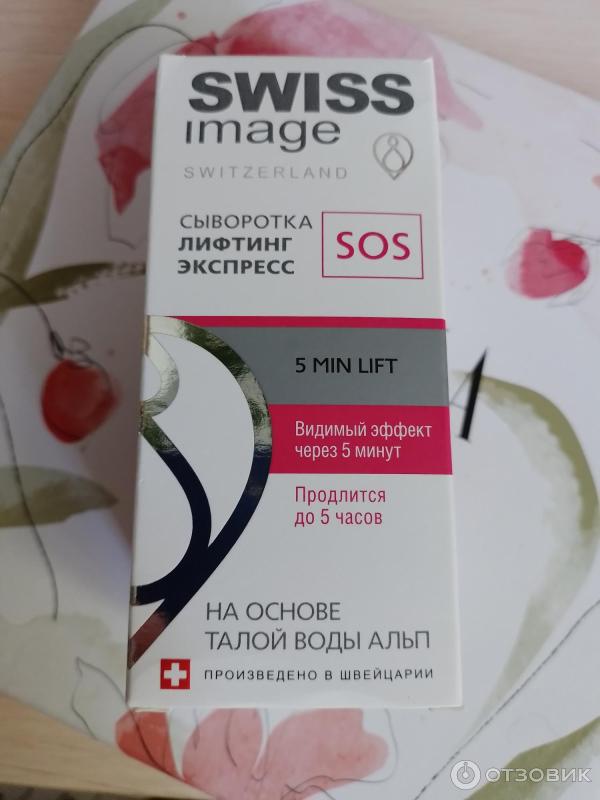 SWISS
image
SWITZERLAND
СЫВОРОТКА
ЛИФТИНГ
ЭКСПРЕСС
SOS
5 MIN LIFT
Видимый эффект
через 5 минут
Продлится
до 5 часов
НА ОСНОВЕ
ТАЛОЙ ВОДЫ АЛЬП
ПРОИЗВЕДЕНО В ШВЕЙЦАРИИ
A
ОТЗОВИК